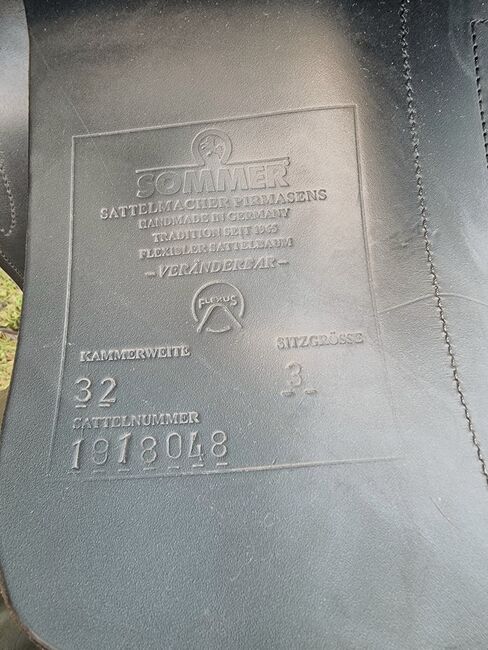 SOMMER
SATTELMACHER PIRMASENS
HANDMADE IN GERMANY
TRADITION SEIT 1965
FLEXIBLER SATTELBAUM
- VERÄNDERBAR -
FLEXUS
KAMMERWEITE
SITZGRÖSSE
32
3
SATTELNUMMER
1918048